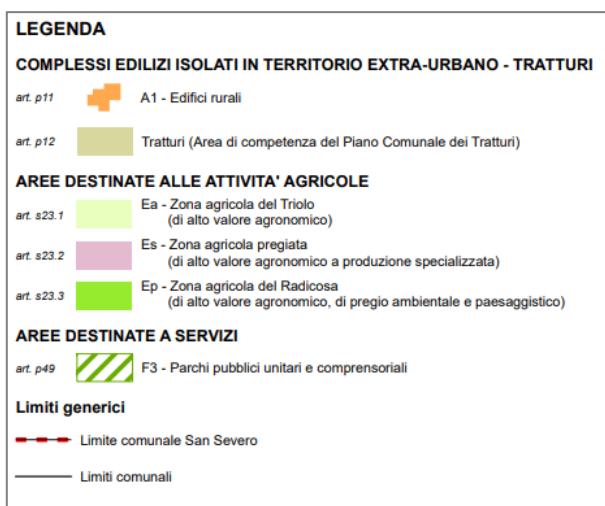 LEGENDA
COMPLESSI EDILIZI ISOLATI IN TERRITORIO EXTRA-URBANO - TRATTURI
art. p11 A1 - Edifici rurali
art. p12 Tratturi (Area di competenza del Piano Comunale dei Tratturi)
AREE DESTINATE ALLE ATTIVITA' AGRICOLE
art. s23.1 Ea - Zona agricola del Triolo
(di alto valore agronomico)
art. s23.2 Es - Zona agricola pregiata
(di alto valore agronomico a produzione specializzata)
art. s23.3 Ep - Zona agricola del Radicosa
(di alto valore agronomico, di pregio ambientale e paesaggistico)
AREE DESTINATE A SERVIZI
art. p49 F3 - Parchi pubblici unitari e comprensoriali
Limiti generici
Limite comunale San Severo
Limiti comunali